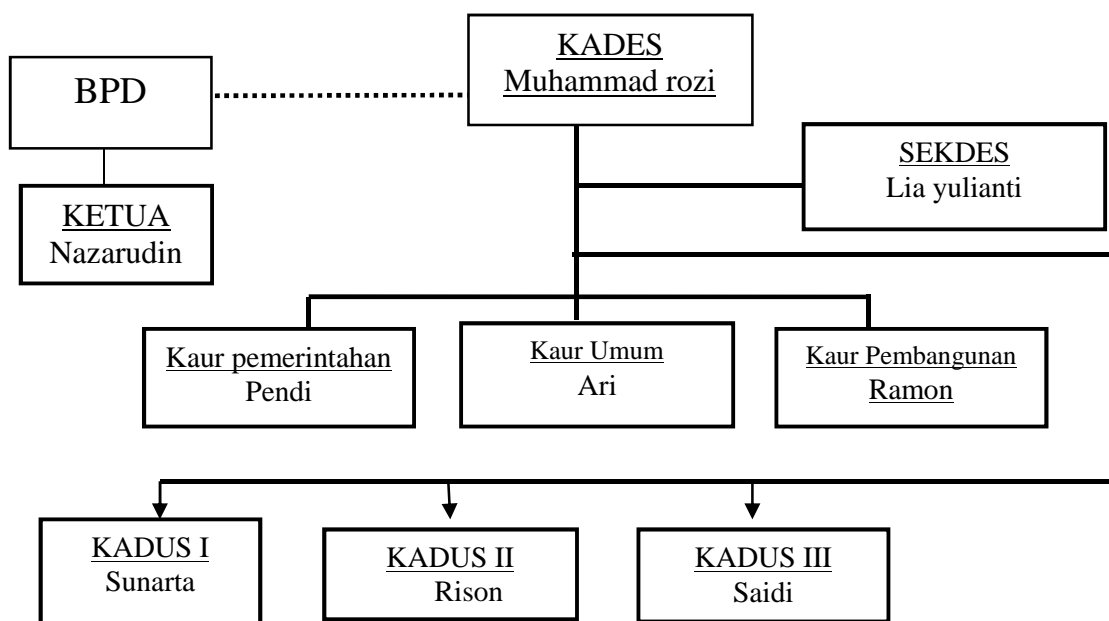 KADES
Muhammad rozi
BPD
SEKDES
Lia yulianti
KETUA
Nazarudin
Kaur pemerintahan
Pendi
Kaur Umum
Ari
Kaur Pembangunan
Ramon
KADUS I
Sunarta
KADUS II
Rison
KADUS III
Saidi